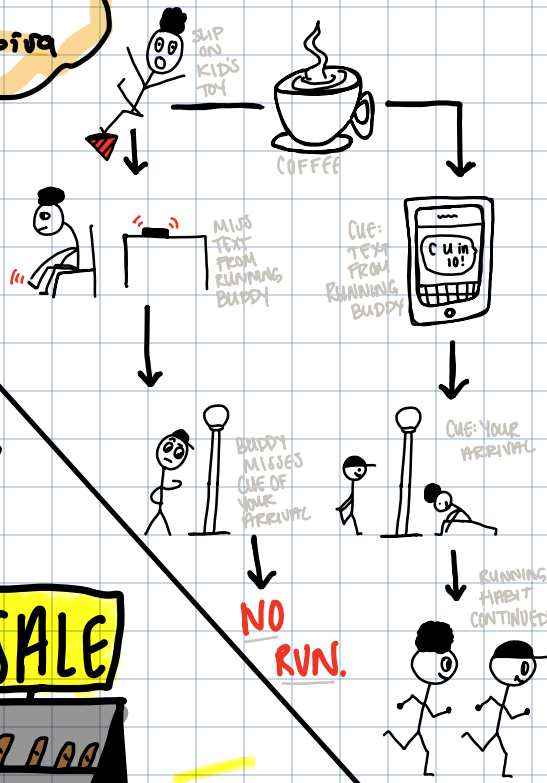 SLIP
ON
KID'S
TOY
COFFEE
MISS
TEXT
FROM
RUNNING
BUDDY
CUE:
TEXT
FROM
RUNNING
BUDDY
C U in
10!
BUDDY
MISSES
CUE OF
YOUR
ARRIVAL
CUE: YOUR
ARRIVAL
NO
RUN.
RUNNING
HABIT
CONTINUED
SALE